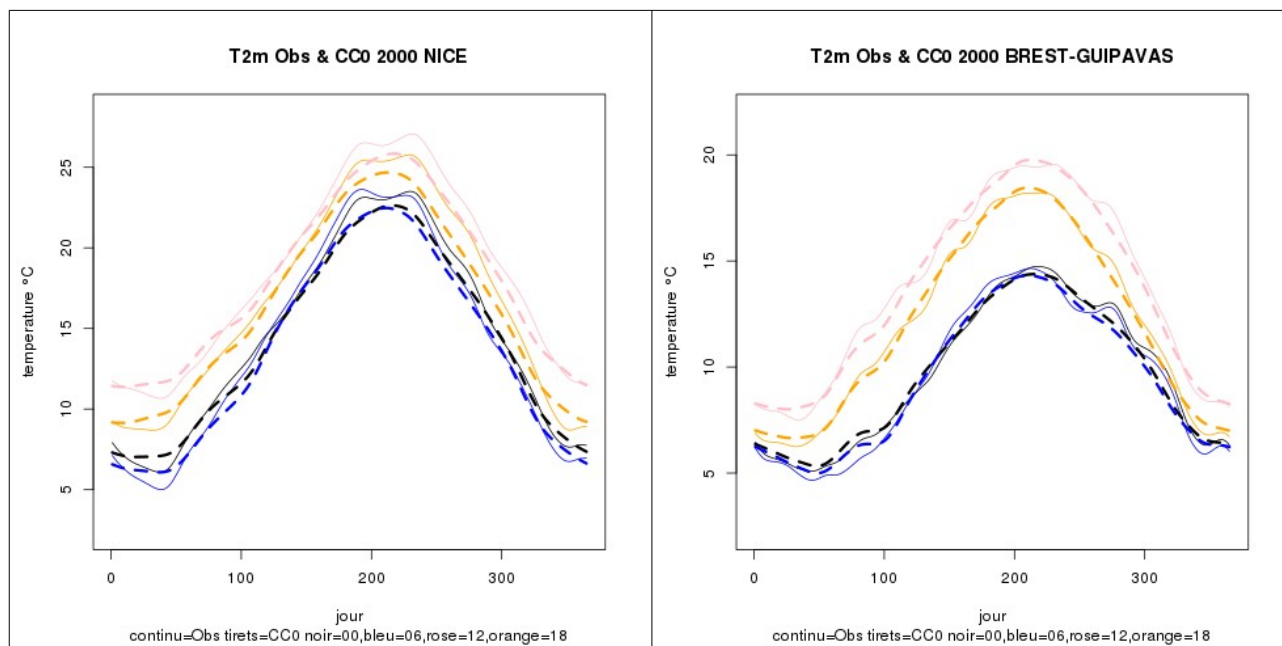 T2m Obs & CC0 2000 NICE
temperature °C
25
20
15
10
5
0
100
200
300
jour
continu=Obs tirets=CC0 noir=00,bleu=06,rose=12,orange=18
T2m Obs & CC0 2000 BREST-GUIPAVAS
temperature °C
20
15
10
5
0
100
200
300
jour
continu=Obs tirets=CC0 noir=00,bleu=06,rose=12,orange=18